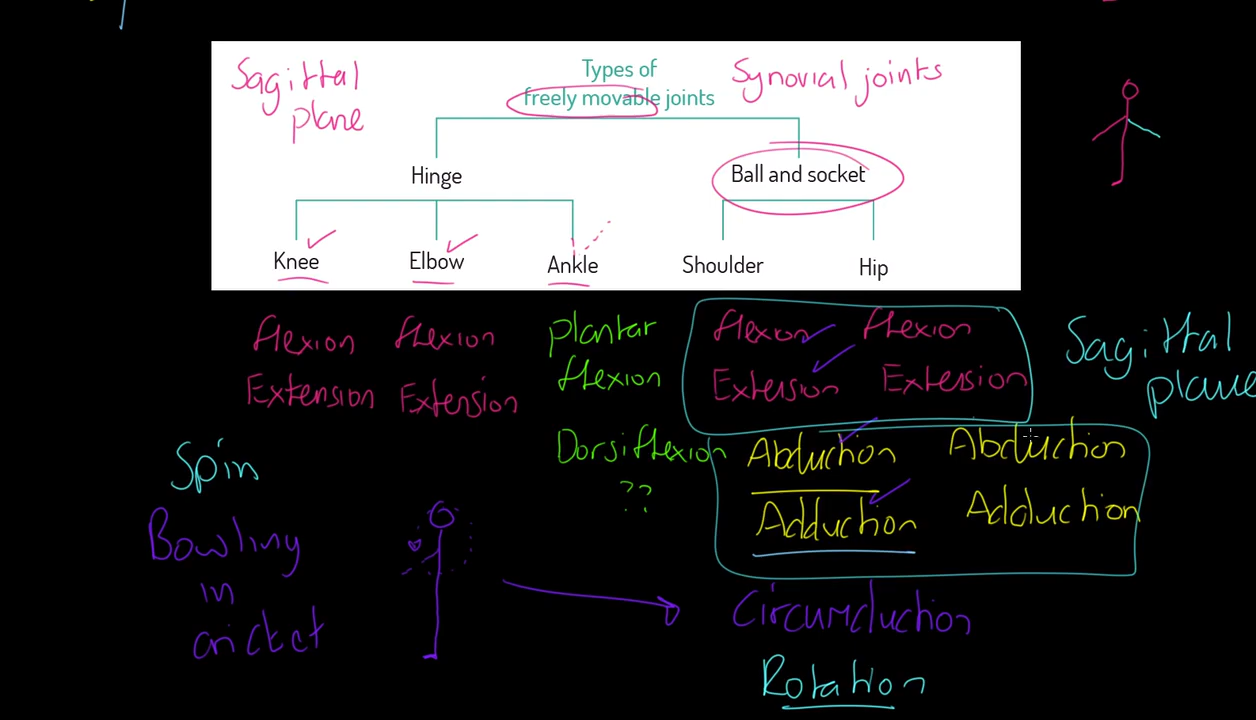 Sagittal
plane
Types of
freely movable joints
Synovial joints
Hinge
Ball and socket
Knee
Elbow
Ankle
Shoulder
Hip
flexion
Extension
flexion
Extension
Plantar
flexion
Dorsiflexion
??
flexion
Extension
flexion
Extension
Sagittal
plane
Abduction
Adduction
Abduction
Adduction
Spin
Bowling
in
cricket
Circumduction
Rotation